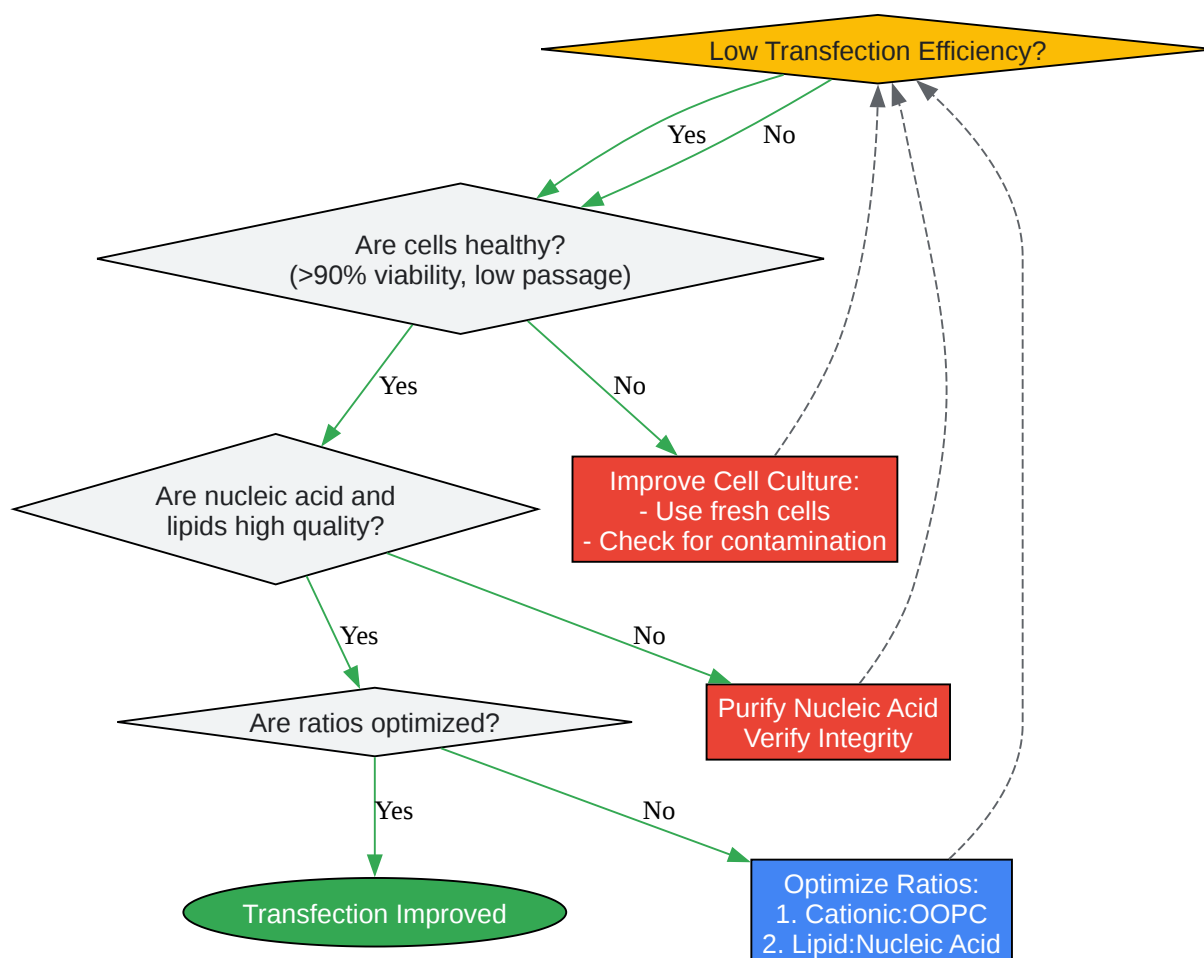 Low Transfection Efficiency?
Yes
No
Are cells healthy?
(>90% viability, low passage)
Yes
No
Are nucleic acid and
lipids high quality?
Improve Cell Culture:
- Use fresh cells
- Check for contamination
Yes
No
Are ratios optimized?
Purify Nucleic Acid
Verify Integrity
Yes
No
Transfection Improved
Optimize Ratios:
1. Cationic:OOPC
2. Lipid:Nucleic Acid